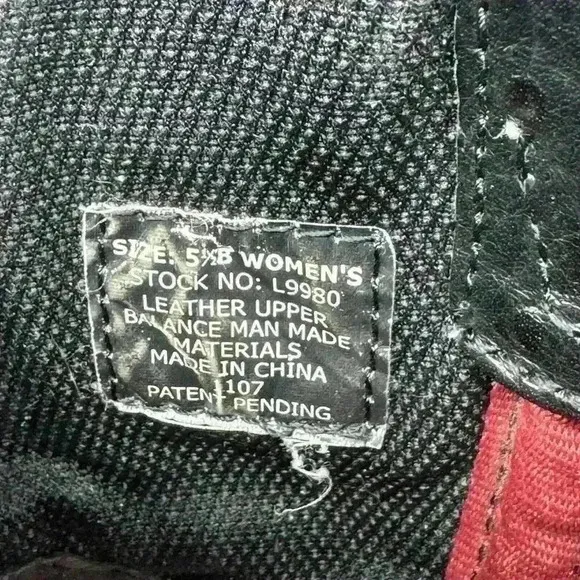 SIZE: 5½B WOMEN'S
STOCK NO: L9980
LEATHER UPPER
BALANCE MAN MADE
MATERIALS
MADE IN CHINA
107
PATENT PENDING